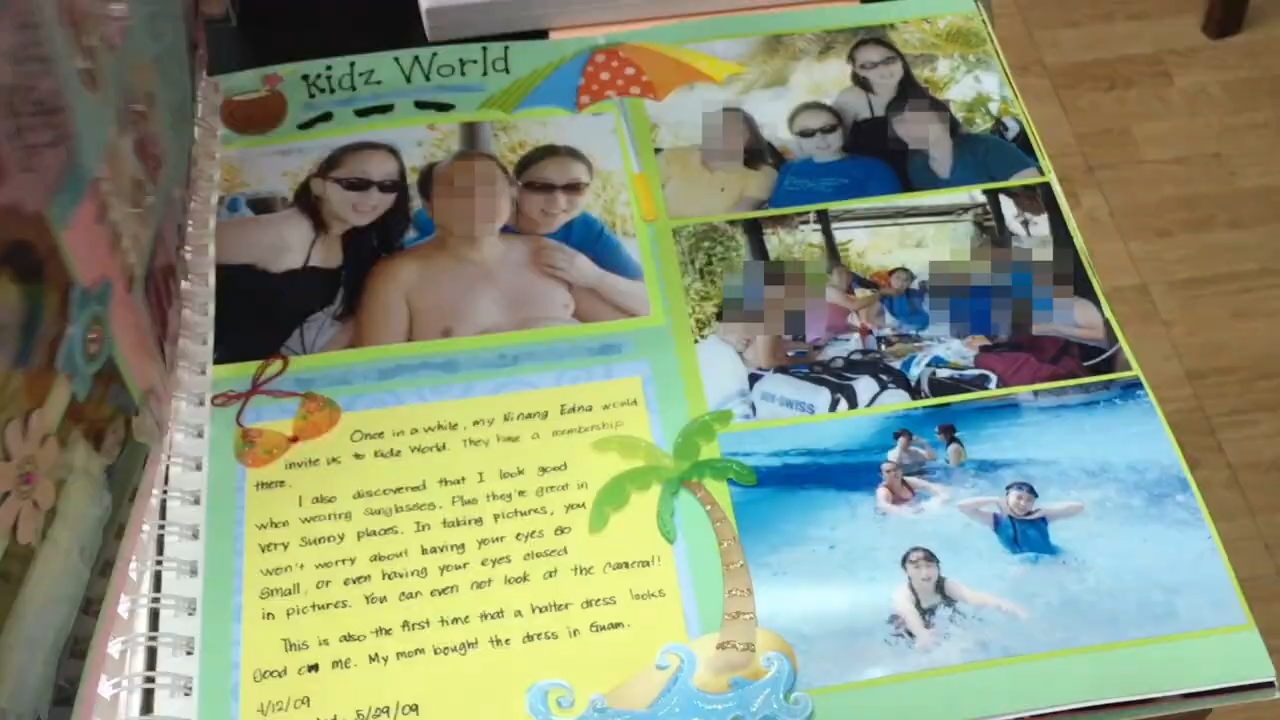 Kidz World
Once in a while, my Ninang Edna would
invite us to Kidz World. They have a membership
there.
I also discovered that I look good
when wearing sunglasses. Plus they're great in
very sunny places. In taking pictures, you
won't worry about having your eyes so
small, or even having your eyes closed
in pictures. You can even not look at the camera!!
This is also the first time that a halter dress looks
good on me. My mom bought the dress in Guam.
4/12/09
5/29/09